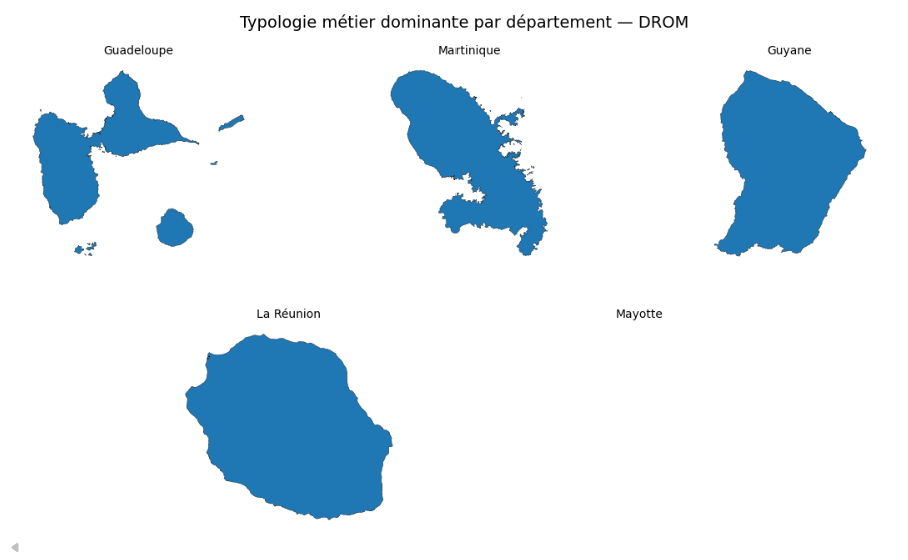 Typologie métier dominante par département — DROM
Guadeloupe
Martinique
Guyane
La Réunion
Mayotte